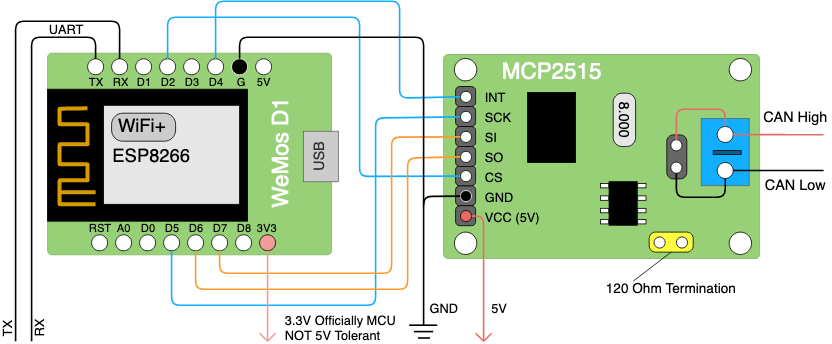 UART
TX RX D1 D2 D3 D4 G 5V
WiFi+
ESP8266
WeMos D1
USB
RST A0 D0 D5 D6 D7 D8 3V3
TX
RX
3.3V Officially MCU
NOT 5V Tolerant
GND
5V
MCP2515
INT
SCK
SI
SO
CS
GND
VCC (5V)
8.000
CAN High
CAN Low
120 Ohm Termination